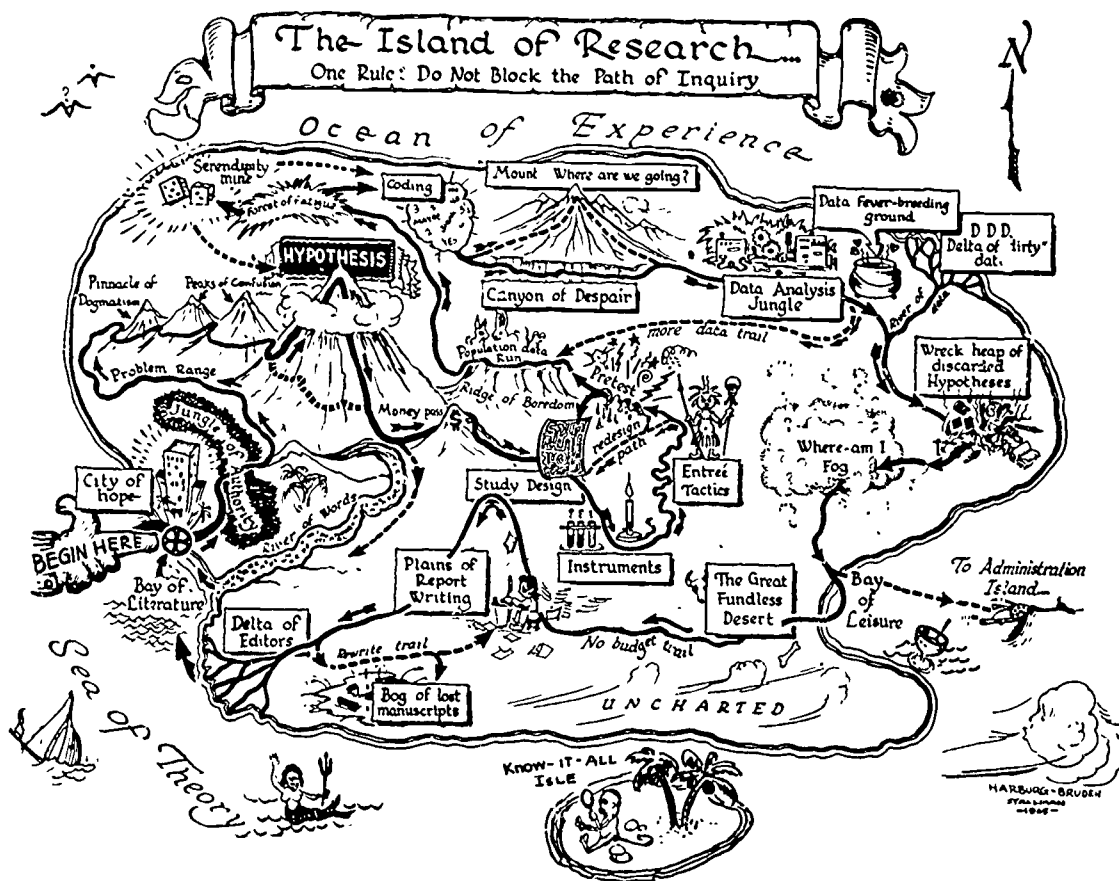 The Island of Research...
One Rule: Do Not Block the Path of Inquiry
N
Ocean of Experience
Serendipity
mine
Forest of Fatigue
Coding
Mount Where are we going?
Data Fever-breeding
ground
D. D. D.
Delta of "irty"
dat.
HYPOTHESIS
Pinnacle of
Dogmatism
Peaks of Confusion
Canyon of Despair
Data Analysis
Jungle
River of
data
more data trail
Population data
Run
Pretest
Wreck heap of
discarded
Hypotheses
Problem Range
Ridge of Boredom
Money pass
redesign
path
Jungle of Authority
Where-am I
Fog
City of
hope
Study Design
Entreé
Tactics
River of Words
BEGIN HERE
Instruments
Plains of
Report
Writing
The Great
Fundless
Desert
Bay
of
Leisure
To Administration
Island
Bay of
Literature
Delta of
Editors
No budget trail
Rewrite trail
Bog of lost
manuscripts
UNCHARTED
Sea of Theory
KNOW-IT-ALL
ISLE
HARBURG-BRUDEN